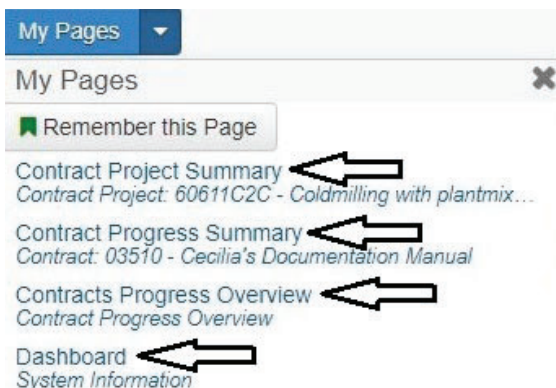 My Pages
My Pages
Remember this Page
Contract Project Summary
Contract Project: 60611C2C - Coldmilling with plantmix…
Contract Progress Summary
Contract: 03510 - Cecilia's Documentation Manual
Contracts Progress Overview
Contract Progress Overview
Dashboard
System Information